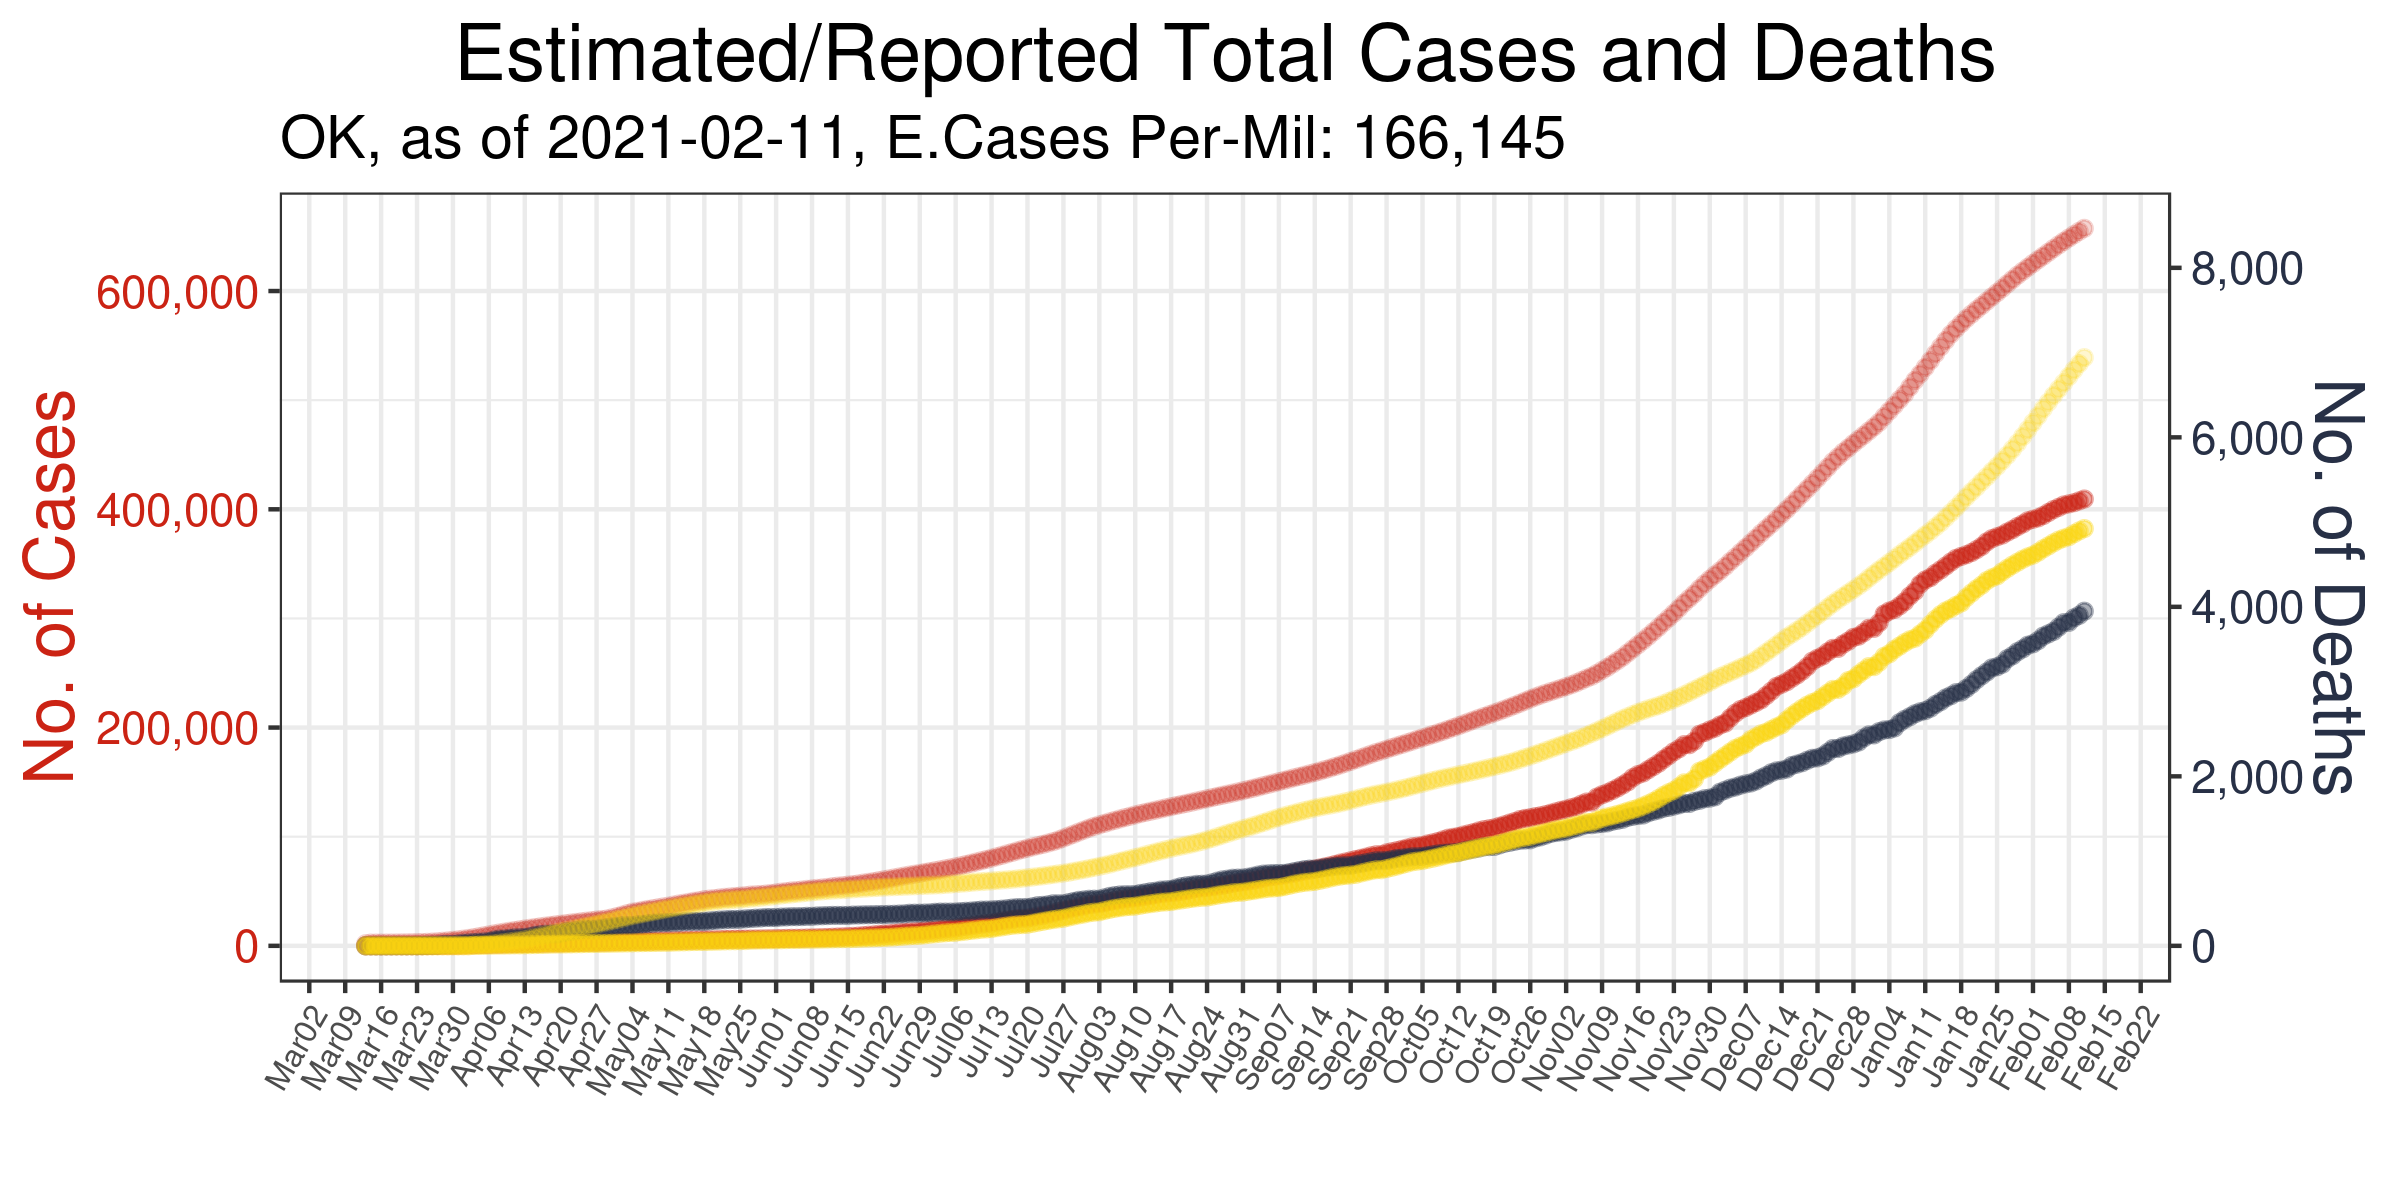 Estimated/Reported Total Cases and Deaths
OK, as of 2021-02-11, E.Cases Per-Mil: 166,145
No. of Cases
600,000
400,000
200,000
0
8,000
6,000
4,000
2,000
0
No. of Deaths
Mar02
Mar09
Mar16
Mar23
Mar30
Apr06
Apr13
Apr20
Apr27
May04
May11
May18
May25
Jun01
Jun08
Jun15
Jun22
Jun29
Jul06
Jul13
Jul20
Jul27
Aug03
Aug10
Aug17
Aug24
Aug31
Sep07
Sep14
Sep21
Sep28
Oct05
Oct12
Oct19
Oct26
Nov02
Nov09
Nov16
Nov23
Nov30
Dec07
Dec14
Dec21
Dec28
Jan04
Jan11
Jan18
Jan25
Feb01
Feb08
Feb15
Feb22